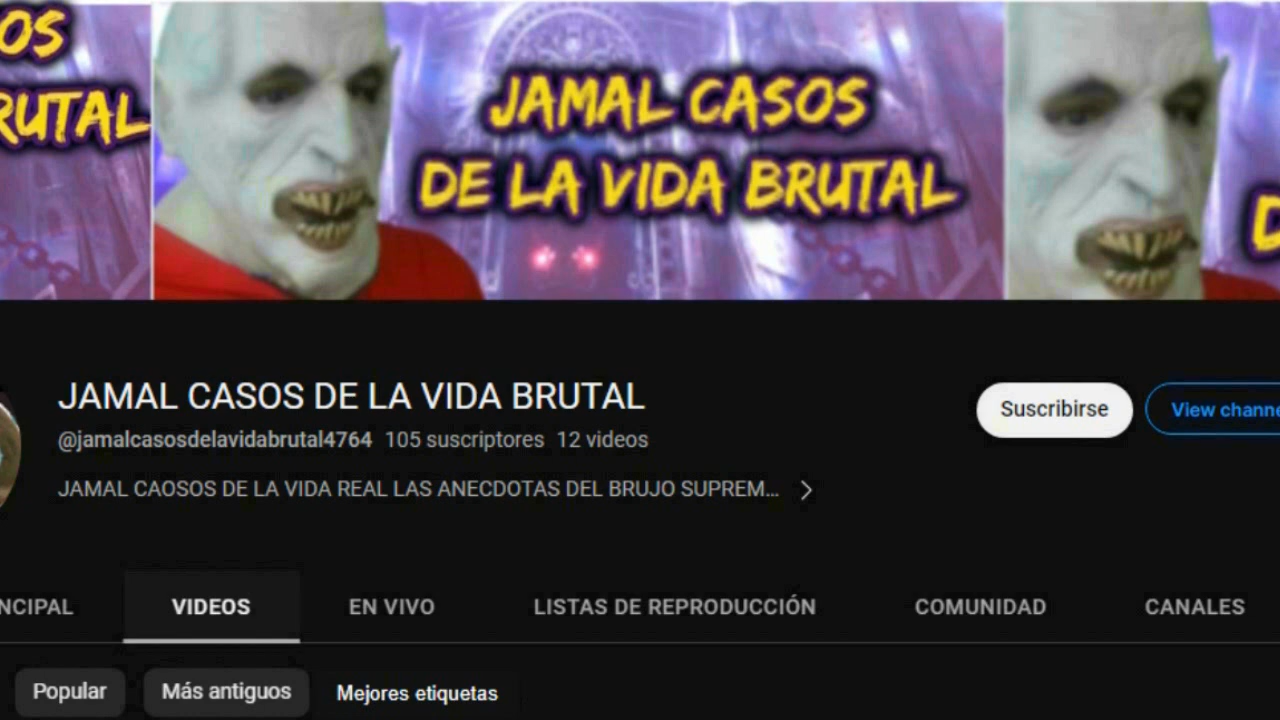 OS
RUTAL
JAMAL CASOS
DE LA VIDA BRUTAL
D
JAMAL CASOS DE LA VIDA BRUTAL
@jamalcasosdelavidabrutal4764 105 suscriptores 12 videos
JAMAL CAOSOS DE LA VIDA REAL LAS ANECDOTAS DEL BRUJO SUPREM...
Suscribirse
View channe
NCIPAL VIDEOS EN VIVO LISTAS DE REPRODUCCIÓN COMUNIDAD CANALES
Popular Más antiguos Mejores etiquetas